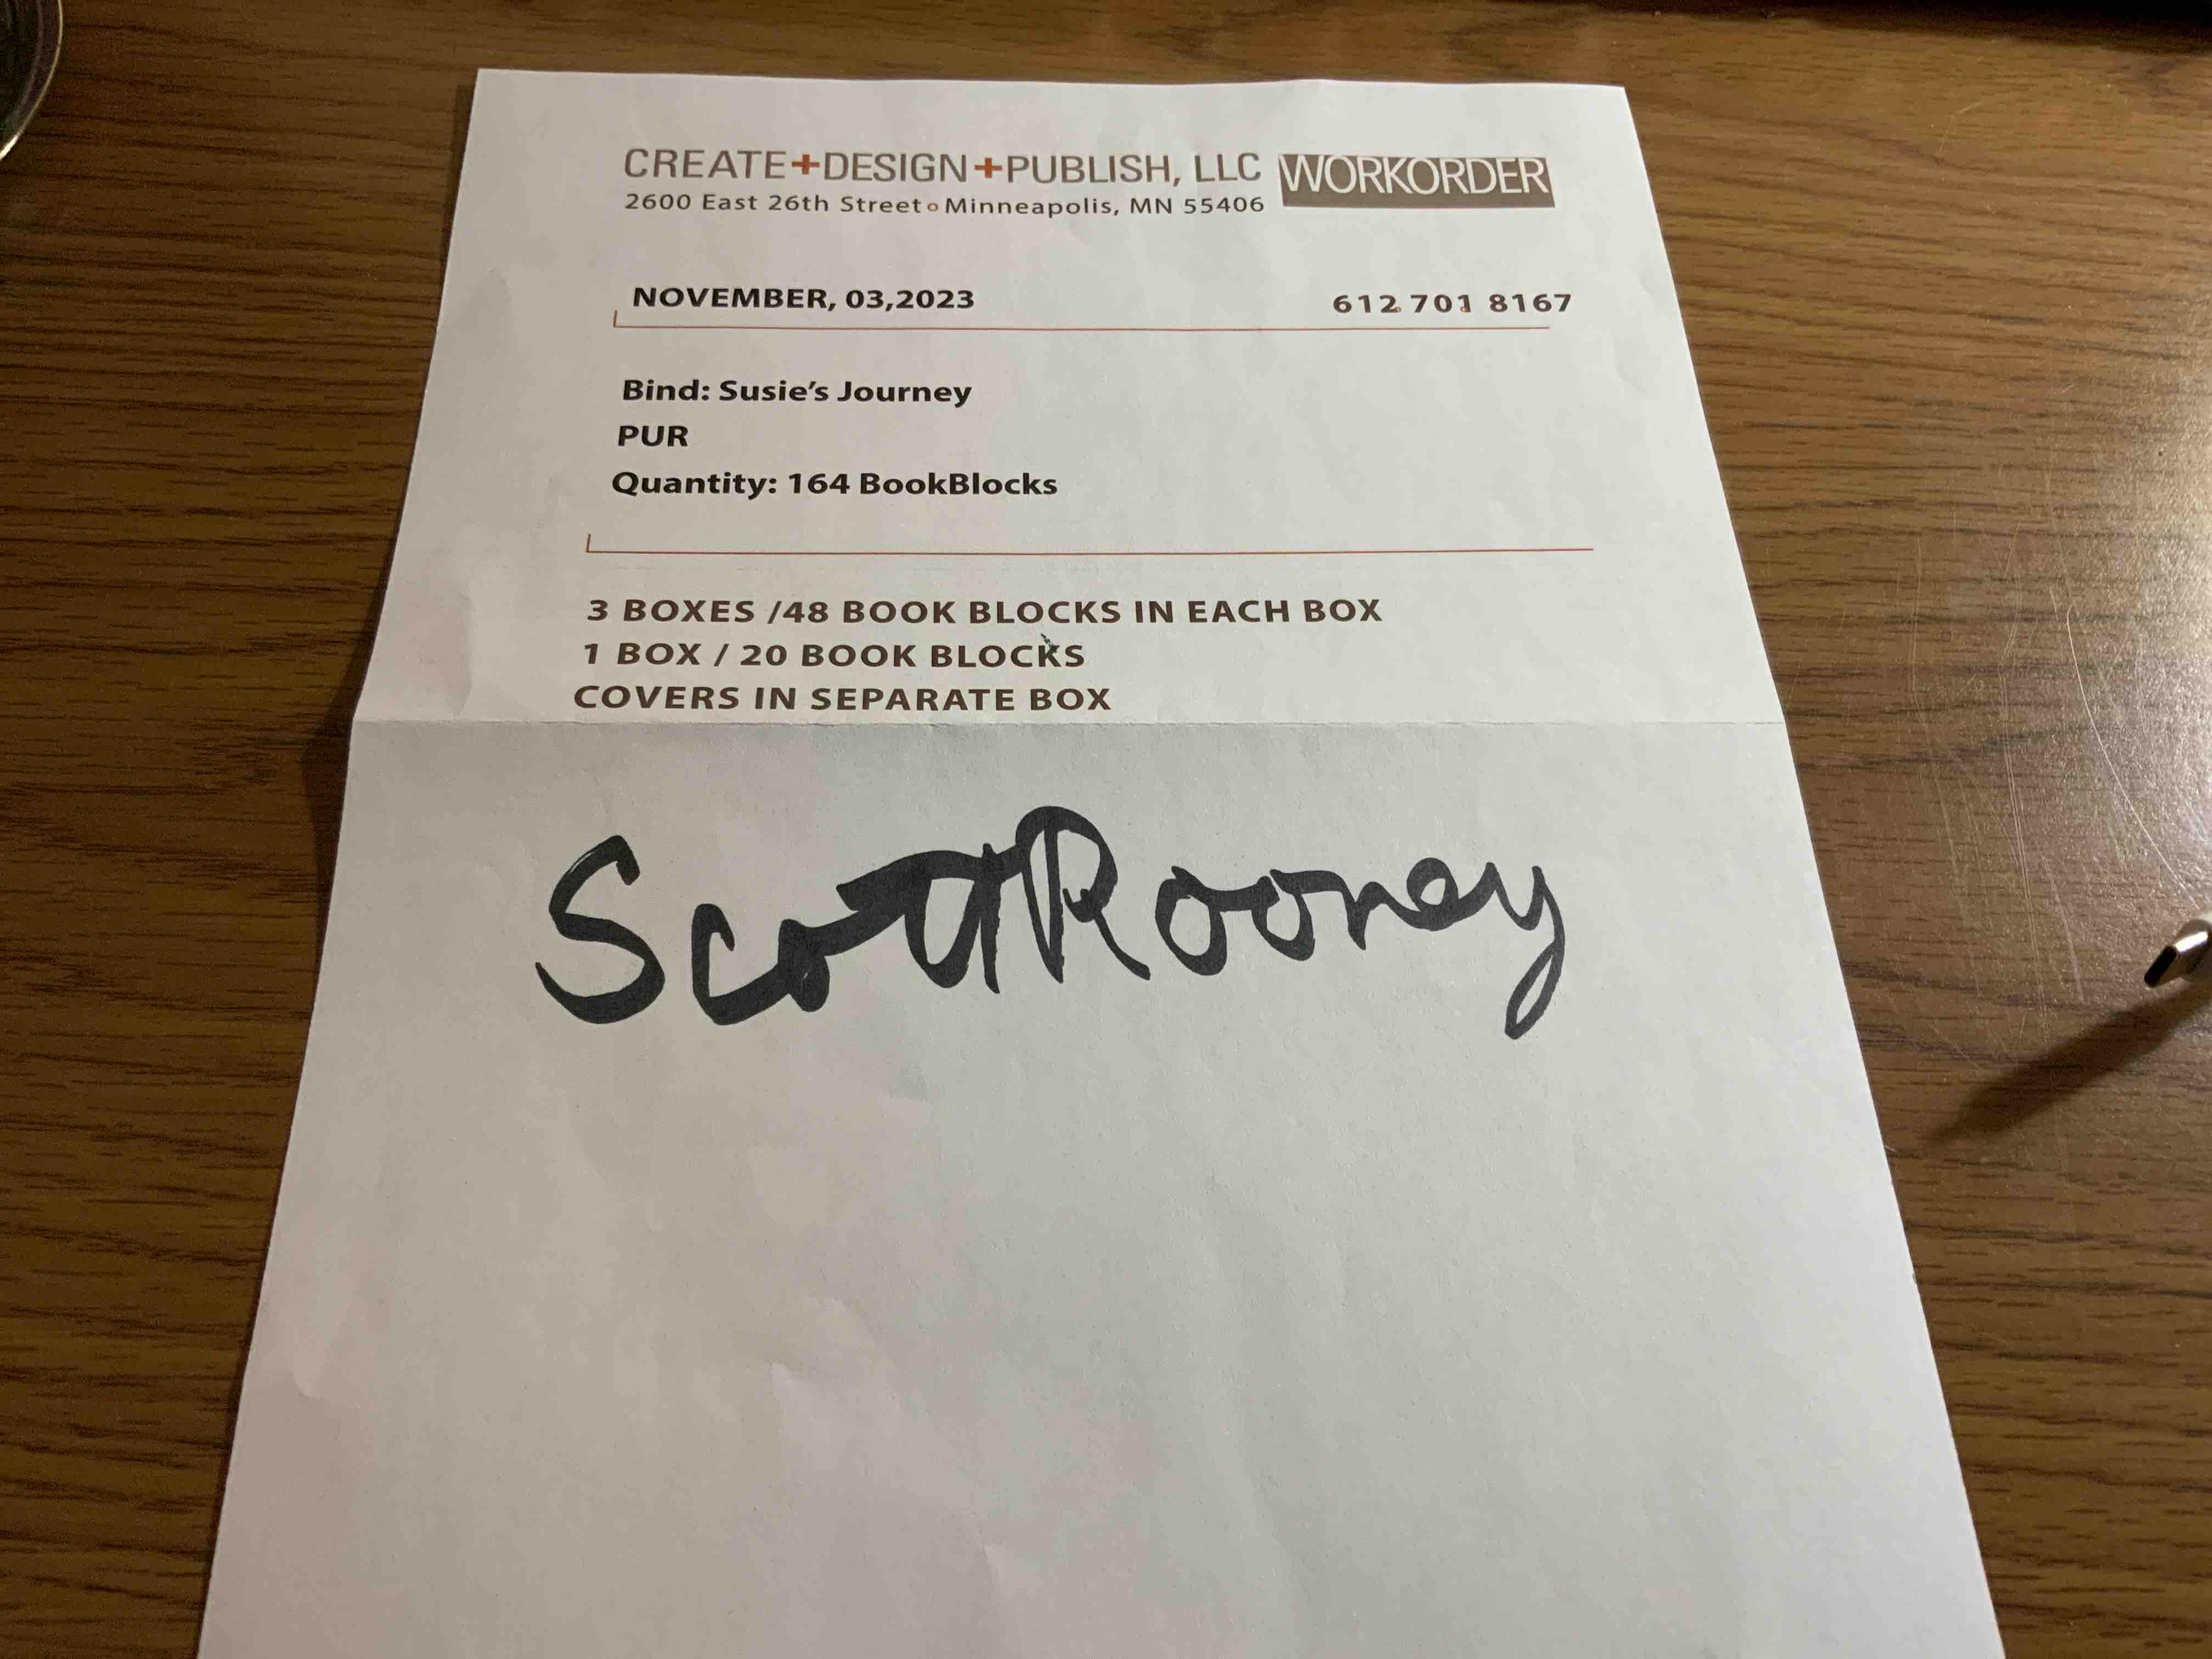 CREATE+DESIGN+PUBLISH, LLC WORKORDER
2600 East 26th Street◦Minneapolis, MN 55406
NOVEMBER, 03,2023 612 701 8167
Bind: Susie's Journey
PUR
Quantity: 164 BookBlocks
3 BOXES /48 BOOK BLOCKS IN EACH BOX
1 BOX / 20 BOOK BLOCKS
COVERS IN SEPARATE BOX
Scott Rooney